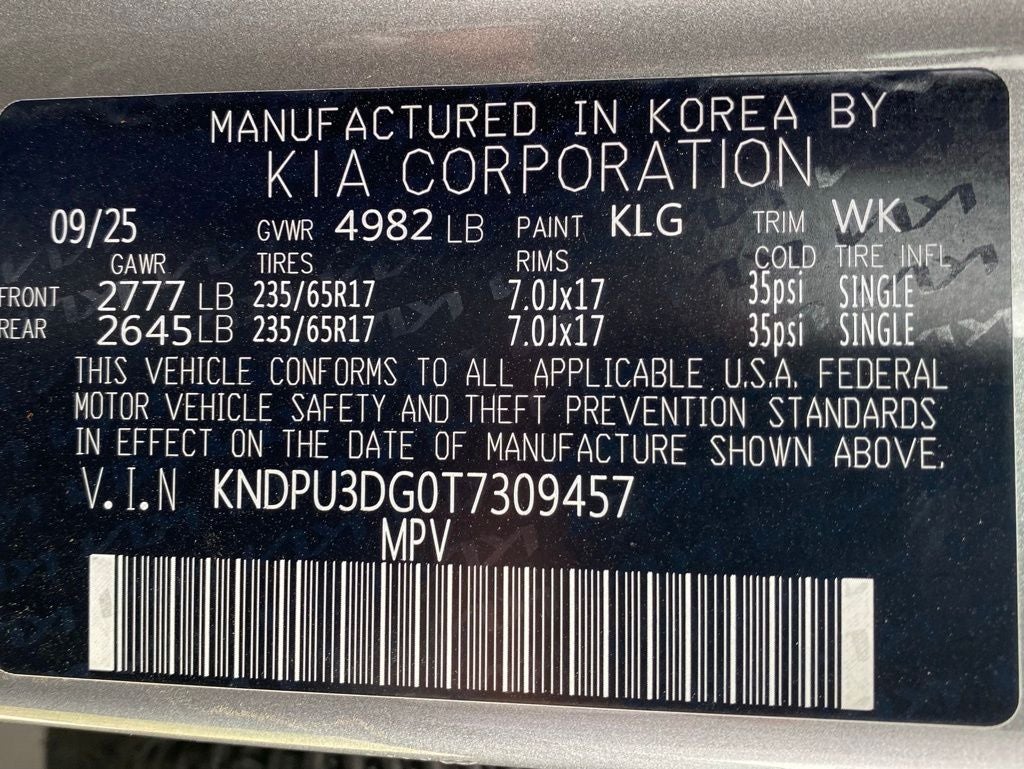 MANUFACTURED IN KOREA BY
KIA CORPORATION
09/25 GVWR 4982 LB PAINT KLG TRIM WK
GAWR TIRES RIMS COLD TIRE INFL
FRONT 2777 LB 235/65R17 7.0Jx17 35psi SINGLE
REAR 2645 LB 235/65R17 7.0Jx17 35psi SINGLE
THIS VEHICLE CONFORMS TO ALL APPLICABLE U.S.A. FEDERAL
MOTOR VEHICLE SAFETY AND THEFT PREVENTION STANDARDS
IN EFFECT ON THE DATE OF MANUFACTURE SHOWN ABOVE.
V.I.N KNDPU3DG0T7309457
MPV